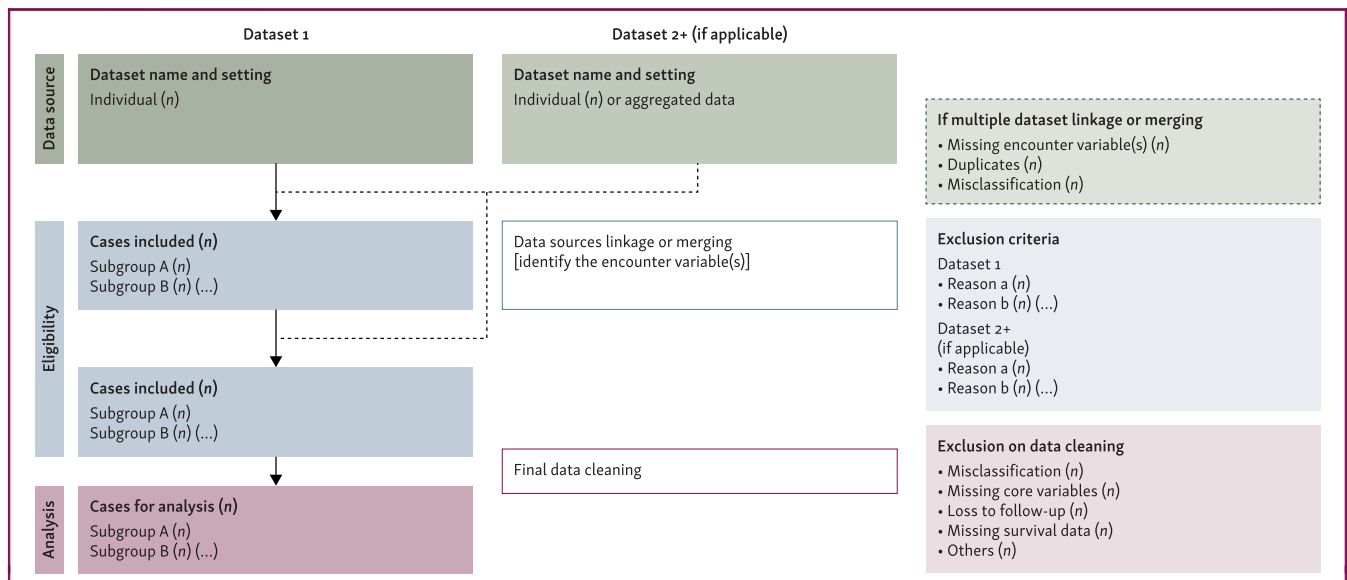 Dataset 1
Dataset 2+ (if applicable)
Data source
Dataset name and setting
Individual (n)
Dataset name and setting
Individual (n) or aggregated data
If multiple dataset linkage or merging
• Missing encounter variable(s) (n)
• Duplicates (n)
• Misclassification (n)
Eligibility
Cases included (n)
Subgroup A (n)
Subgroup B (n) (...)
Data sources linkage or merging
[identify the encounter variable(s)]
Exclusion criteria
Dataset 1
• Reason a (n)
• Reason b (n) (...)
Dataset 2+
(if applicable)
• Reason a (n)
• Reason b (n) (...)
Cases included (n)
Subgroup A (n)
Subgroup B (n) (...)
Final data cleaning
Exclusion on data cleaning
• Misclassification (n)
• Missing core variables (n)
• Loss to follow-up (n)
• Missing survival data (n)
• Others (n)
Analysis
Cases for analysis (n)
Subgroup A (n)
Subgroup B (n) (...)